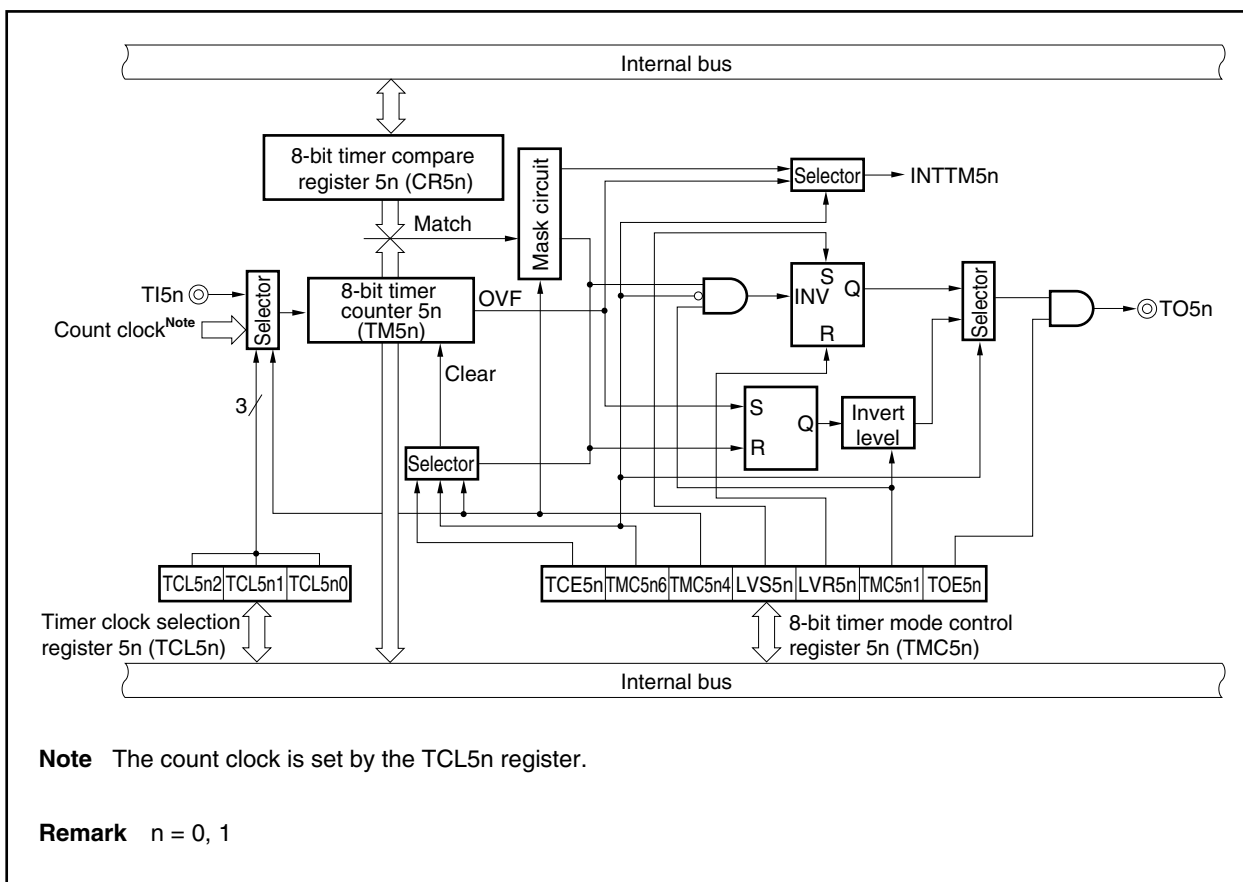 Internal bus
8-bit timer compare
register 5n (CR5n)
Match
Mask circuit
Selector
INTTM5n
TI5n
Count clockNote
Selector
8-bit timer
counter 5n
(TM5n)
OVF
Clear
S
INV
Q
R
Selector
TO5n
3
S
R
Q
Invert
level
Selector
TCL5n2 TCL5n1 TCL5n0
TCE5n TMC5n6 TMC5n4 LVS5n LVR5n TMC5n1 TOE5n
Timer clock selection
register 5n (TCL5n)
8-bit timer mode control
register 5n (TMC5n)
Internal bus
Note The count clock is set by the TCL5n register.
Remark n = 0, 1